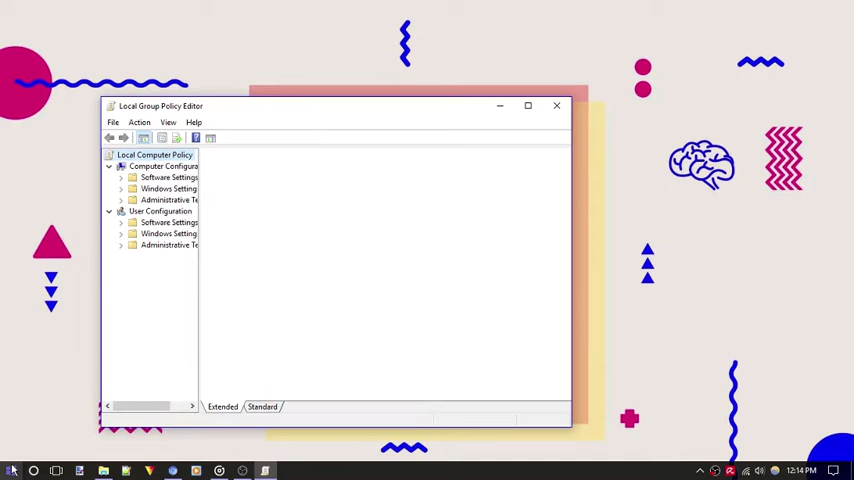 Local Group Policy Editor
File Action View Help
Local Computer Policy
Computer Configura
Software Settings
Windows Setting
Administrative Te
User Configuration
Software Settings
Windows Setting
Administrative Te
Extended Standard
12:14 PM